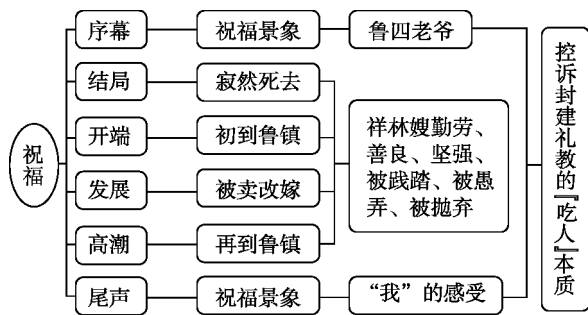 祝福
序幕
祝福景象
鲁四老爷
结局
寂然死去
开端
初到鲁镇
发展
被卖改嫁
高潮
再到鲁镇
祥林嫂勤劳、
善良、坚强、
被践踏、被愚
弄、被抛弃
尾声
祝福景象
“我”的感受
控诉封建礼教的『吃人』本质